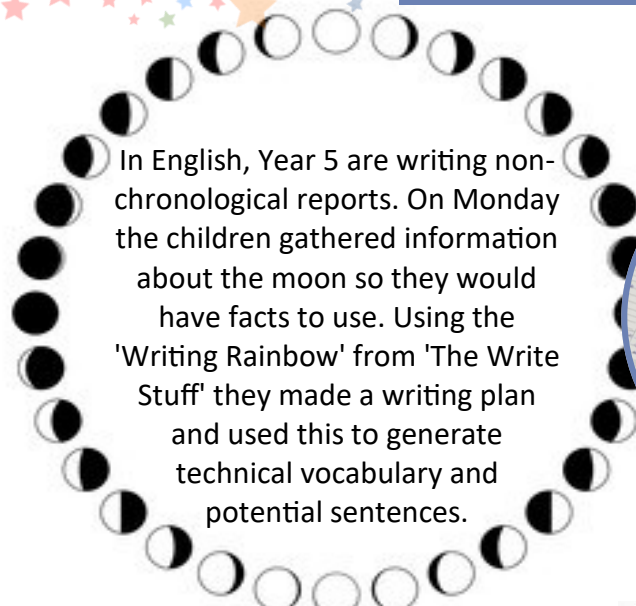 In English, Year 5 are writing non-
chronological reports. On Monday
the children gathered information
about the moon so they would
have facts to use. Using the
'Writing Rainbow' from 'The Write
Stuff' they made a writing plan
and used this to generate
technical vocabulary and
potential sentences.